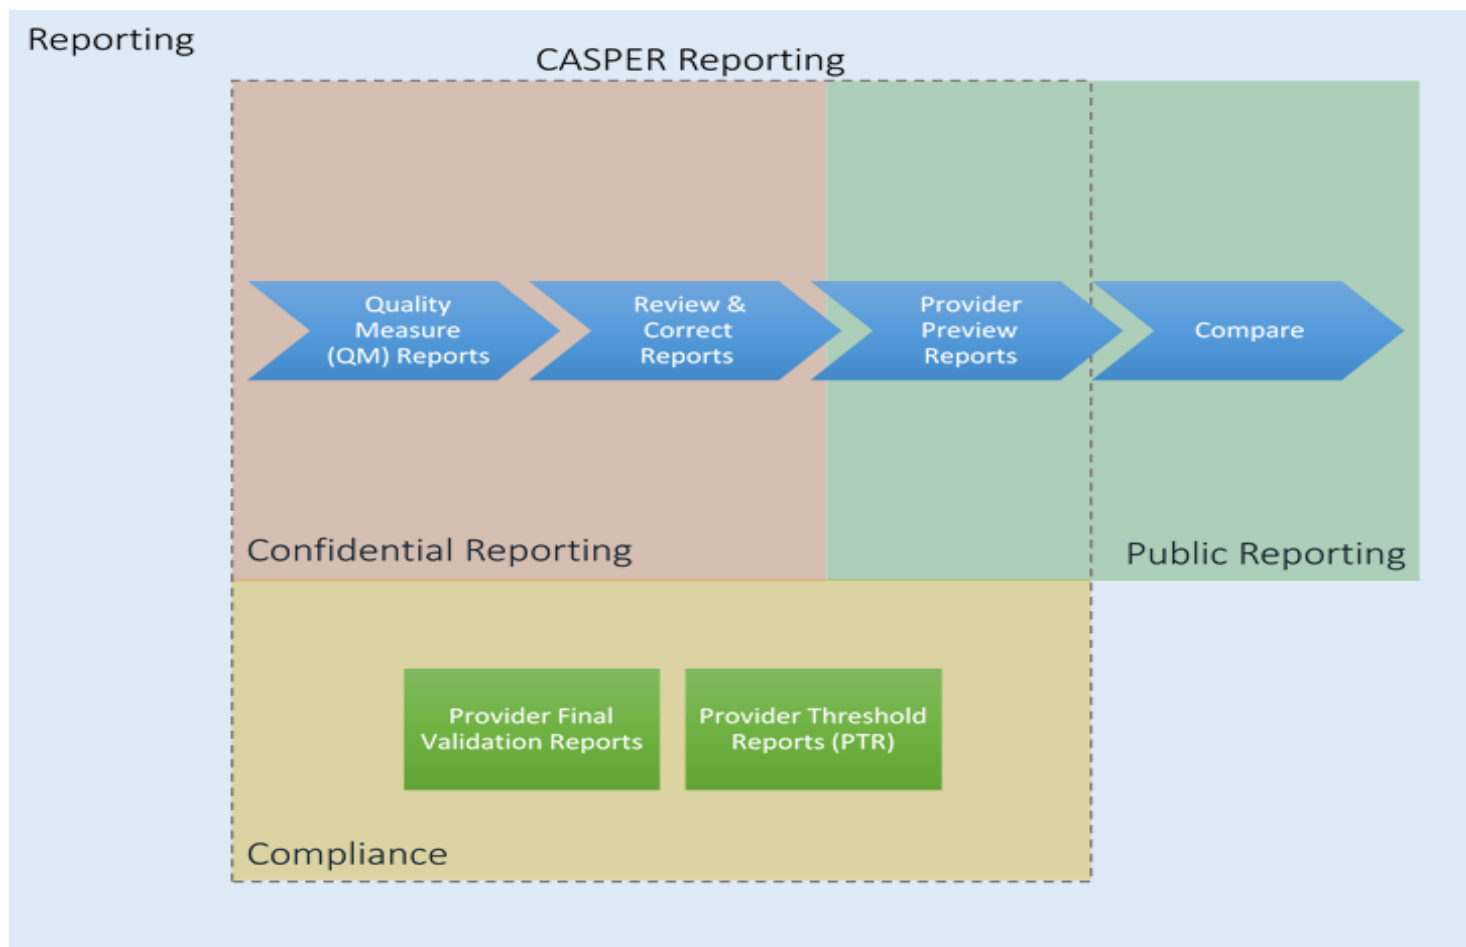 Reporting
CASPER Reporting
Quality
Measure
(QM) Reports
Review &
Correct
Reports
Provider
Preview
Reports
Compare
Confidential Reporting
Public Reporting
Provider Final
Validation Reports
Provider Threshold
Reports (PTR)
Compliance